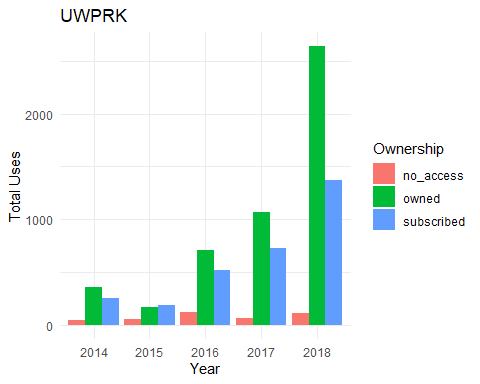 UWPRK
Total Uses
2000
1000
0
2014 2015 2016 2017 2018
Year
Ownership
no_access
owned
subscribed